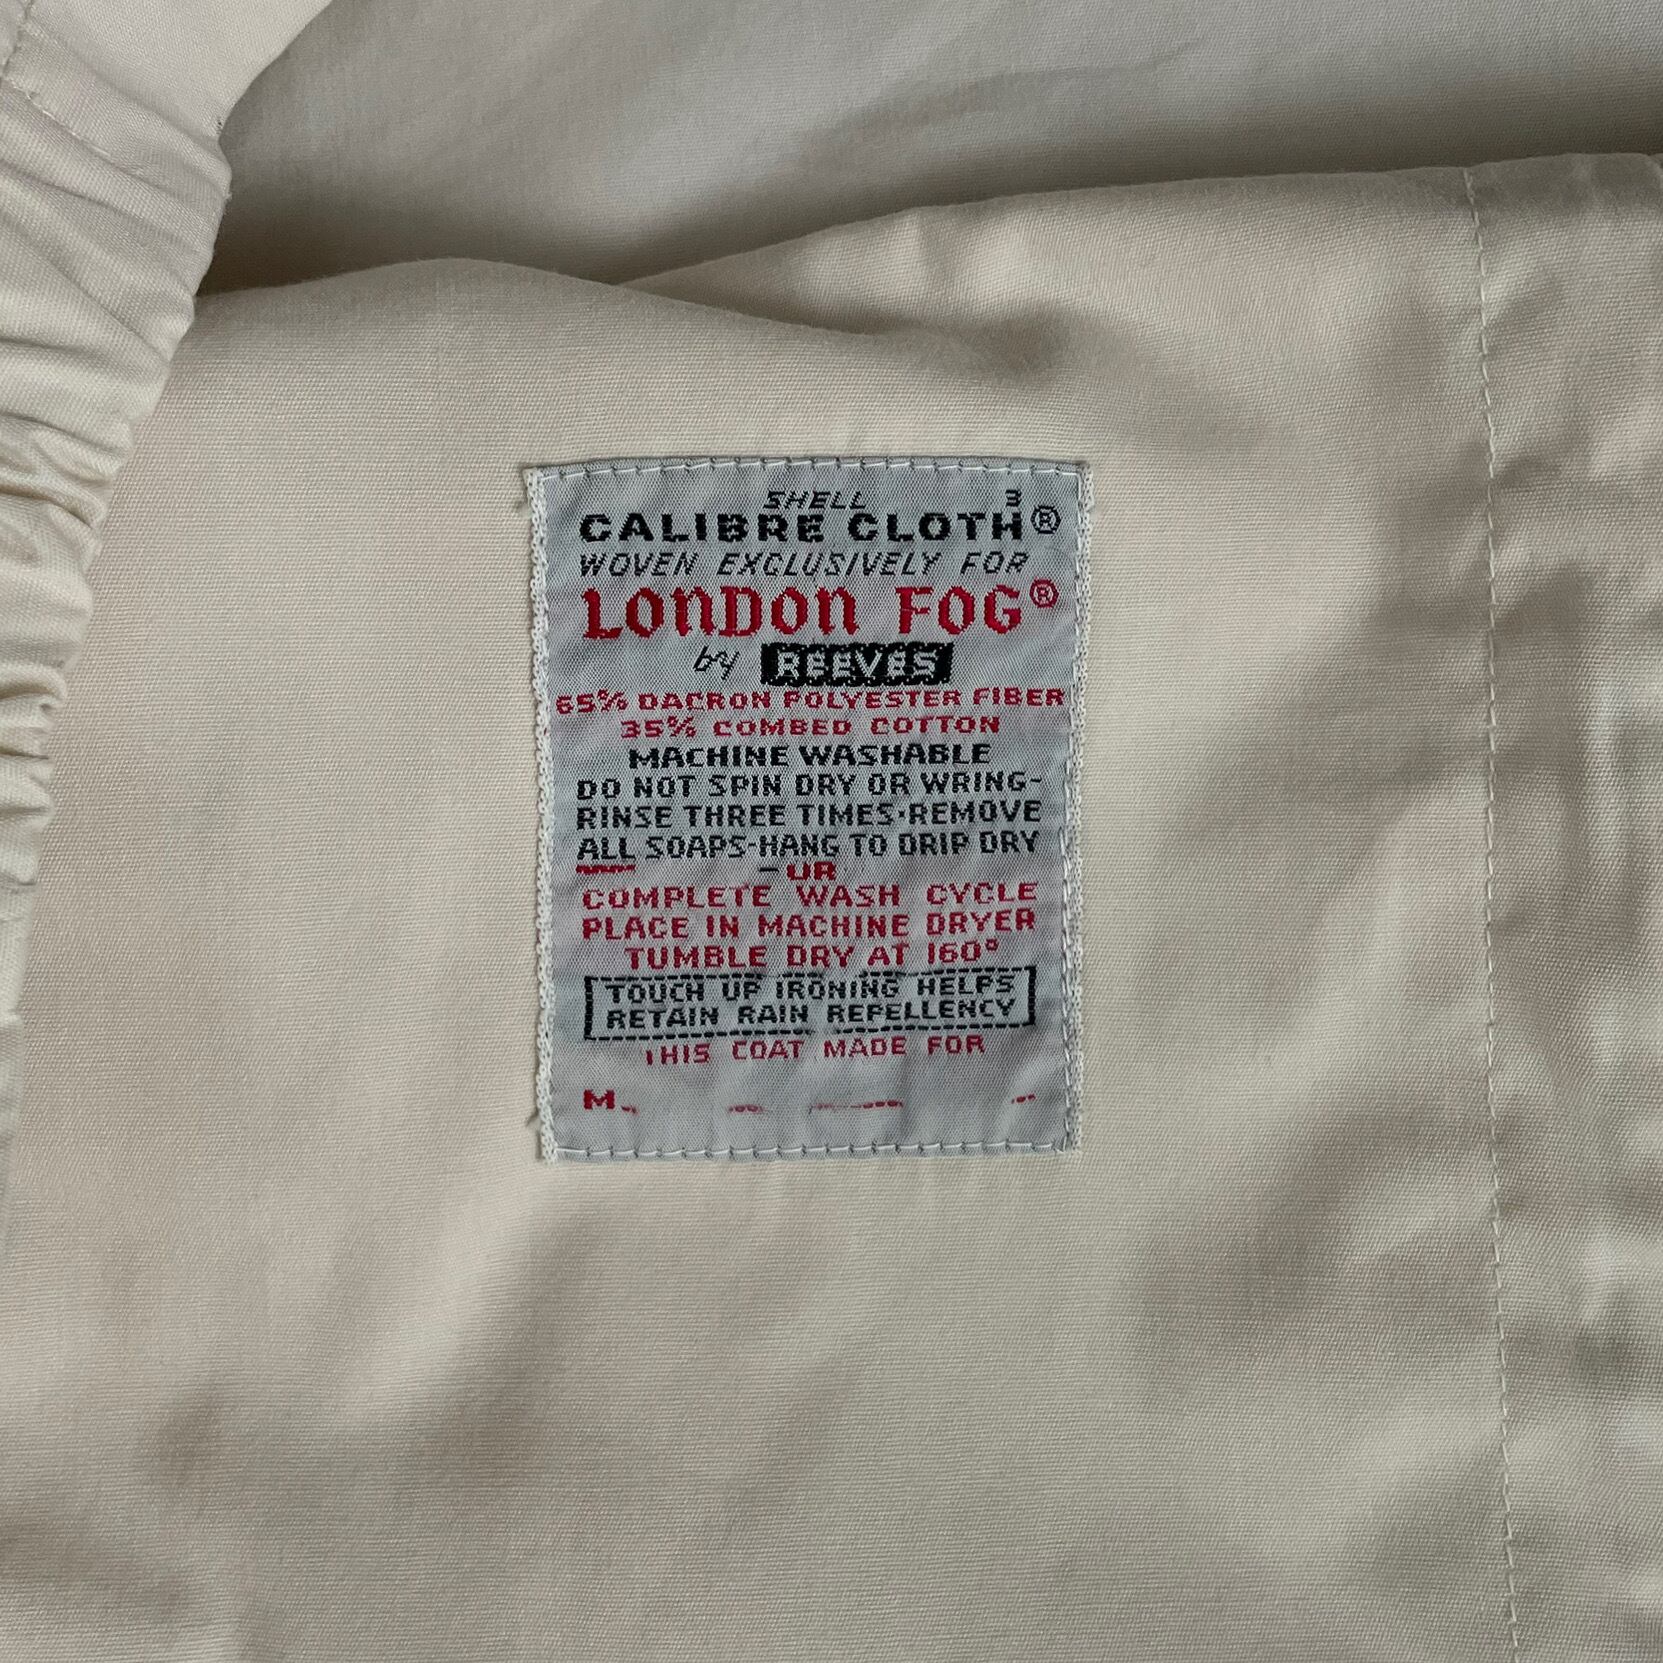 SHELL
CALIBRE CLOTH³®
WOVEN EXCLUSIVELY FOR
LONDON FOG®
by REEVES
65% DACRON POLYESTER FIBER
35% COMBED COTTON
MACHINE WASHABLE
DO NOT SPIN DRY OR WRING-
RINSE THREE TIMES·REMOVE
ALL SOAPS-HANG TO DRIP DRY
-OR
COMPLETE WASH CYCLE
PLACE IN MACHINE DRYER
TUMBLE DRY AT 160°
TOUCH UP IRONING HELPS
RETAIN RAIN REPELLENCY
THIS COAT MADE FOR
M